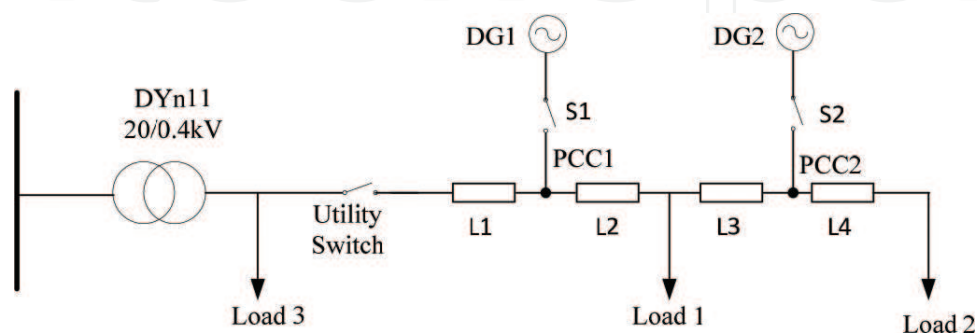 DG1
DG2
DYn11
20/0.4kV
S1
S2
PCC1
PCC2
Utility
Switch
L1
L2
L3
L4
Load 3
Load 1
Load 2